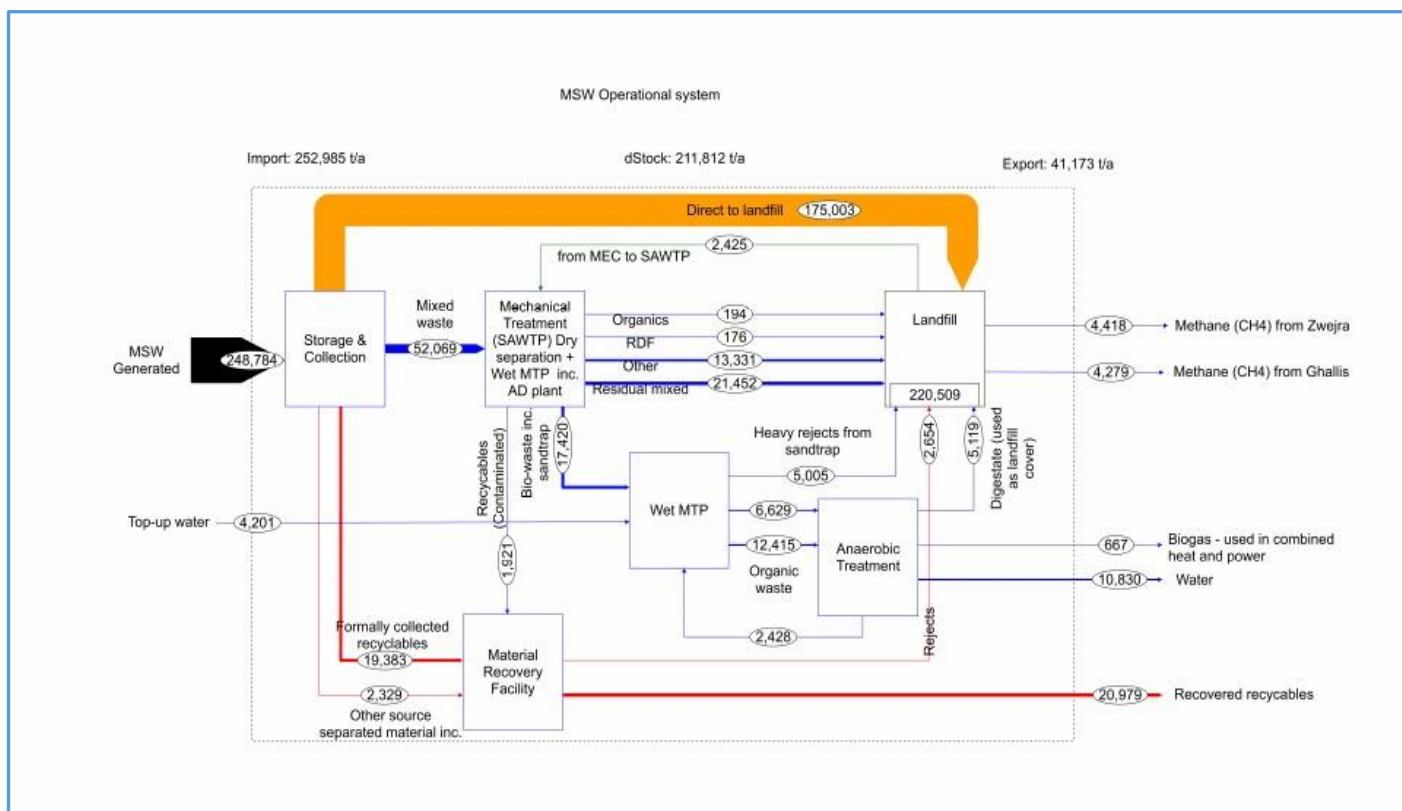 MSW Operational system
Import: 252,985 t/a
dStock: 211,812 t/a
Export: 41,173 t/a
Direct to landfill
175,003
2,425
from MEC to SAWTP
MSW
Generated
248,784
Storage &
Collection
Mixed
waste
52,069
Mechanical
Treatment
(SAWTP) Dry
separation +
Wet MTP inc.
AD plant
194
Organics
176
RDF
13,331
Other
21,452
Residual mixed
Landfill
220,509
4,418
Methane (CH4) from Zwejra
4,279
Methane (CH4) from Ghallis
Recycables
(Contaminated)
1,921
Bio-waste inc.
sandtrap
17,420
Heavy rejects from
sandtrap
5,005
2,654
Rejects
5,119
Digestate (used
as landfill
cover)
Top-up water
4,201
Wet MTP
6,629
12,415
Organic
waste
Anaerobic
Treatment
2,428
667
Biogas - used in combined
heat and power
10,830
Water
Formally collected
recyclables
19,383
2,329
Other source
separated material inc.
Material
Recovery
Facility
20,979
Recovered recycables